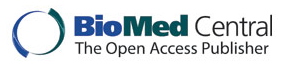 BioMed Central
The Open Access Publisher